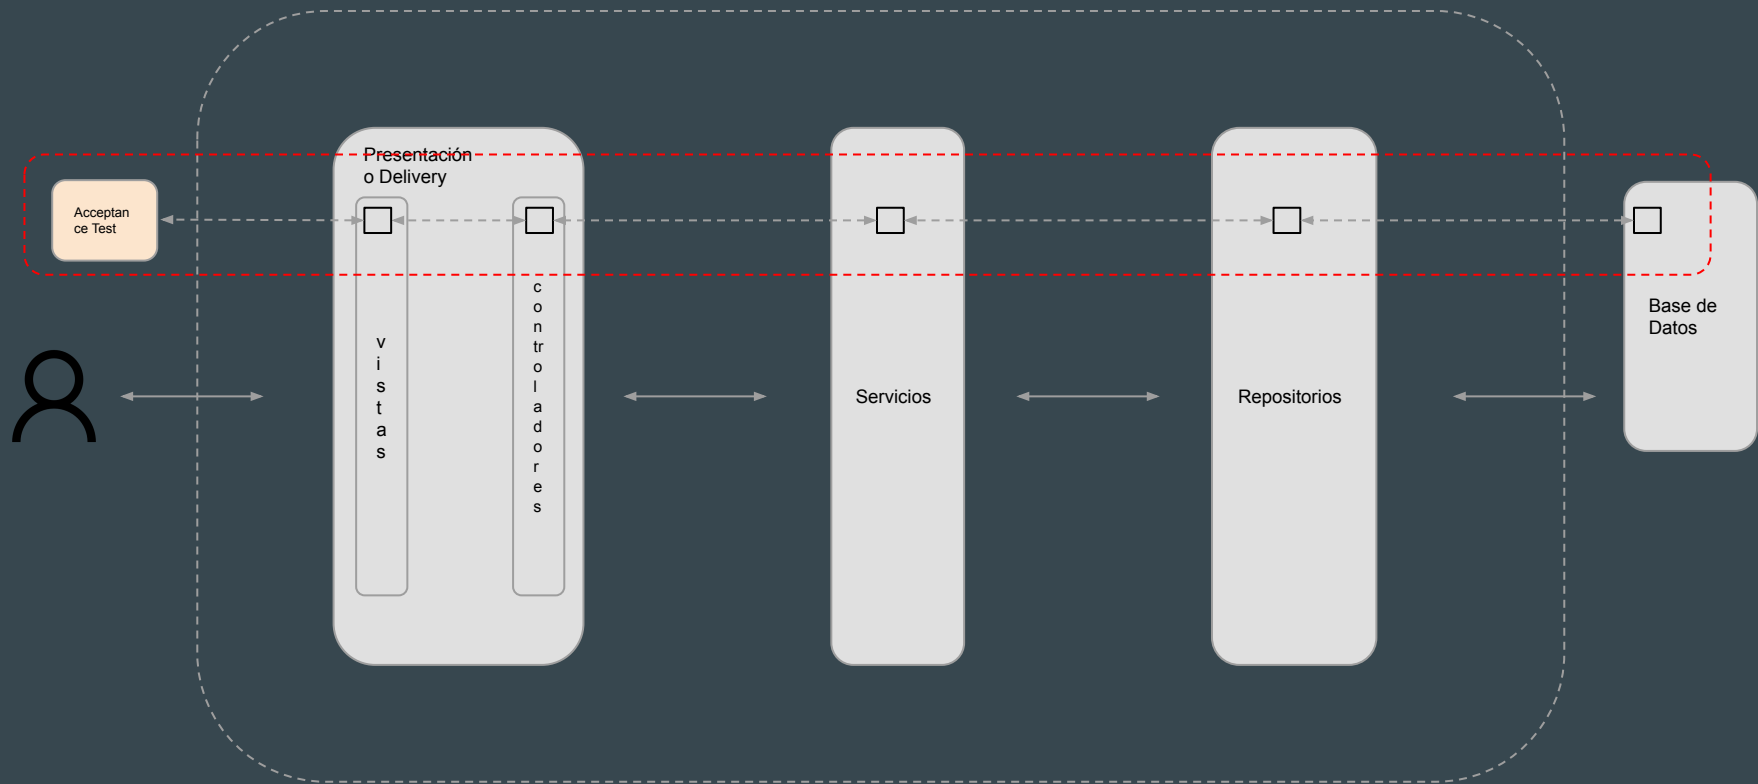 Presentación
o Delivery
Acceptan
ce Test
v
i
s
t
a
s
c
o
n
tr
o
l
a
d
o
r
e
s
Servicios
Repositorios
Base de
Datos